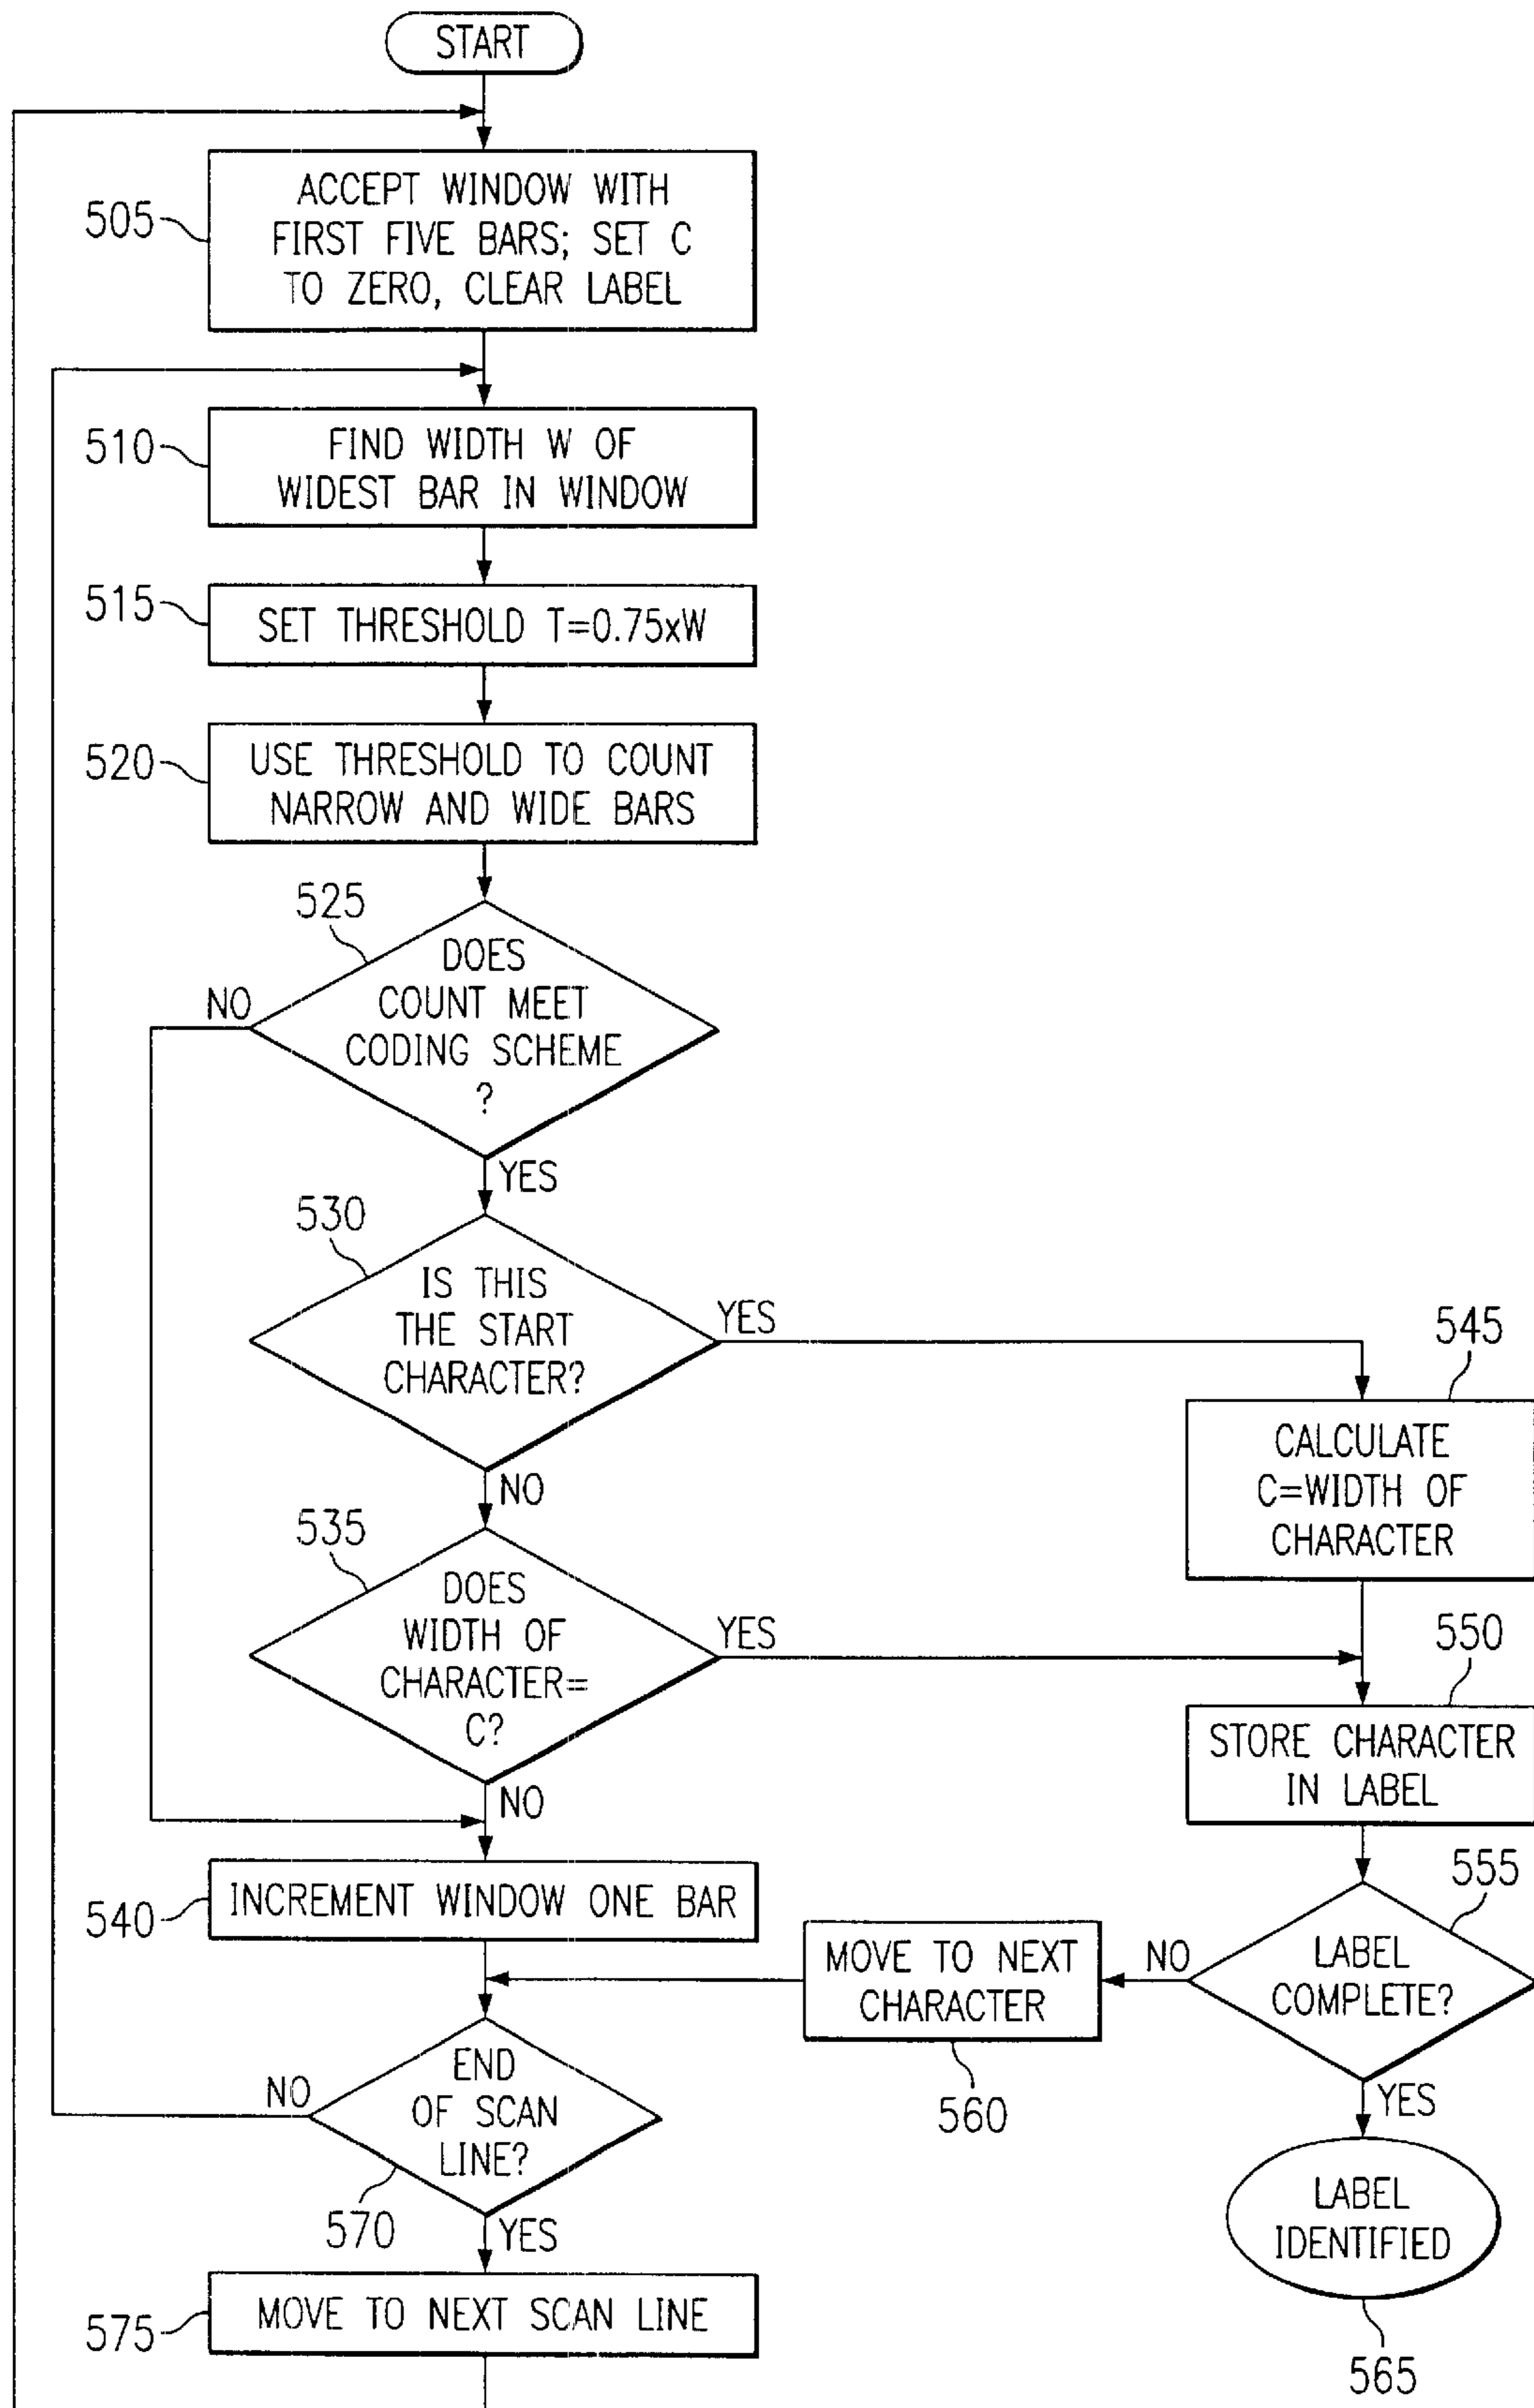 START
505
ACCEPT WINDOW WITH
FIRST FIVE BARS; SET C
TO ZERO, CLEAR LABEL
510
FIND WIDTH W OF
WIDEST BAR IN WINDOW
515
SET THRESHOLD T=0.75xW
520
USE THRESHOLD TO COUNT
NARROW AND WIDE BARS
525
DOES
COUNT MEET
CODING SCHEME
?
NO
YES
530
IS THIS
THE START
CHARACTER?
YES
NO
545
CALCULATE
C=WIDTH OF
CHARACTER
535
DOES
WIDTH OF
CHARACTER=
C?
YES
NO
550
STORE CHARACTER
IN LABEL
540
INCREMENT WINDOW ONE BAR
555
LABEL
COMPLETE?
NO
YES
MOVE TO NEXT
CHARACTER
560
END
OF SCAN
LINE?
NO
570
YES
LABEL
IDENTIFIED
565
575
MOVE TO NEXT SCAN LINE